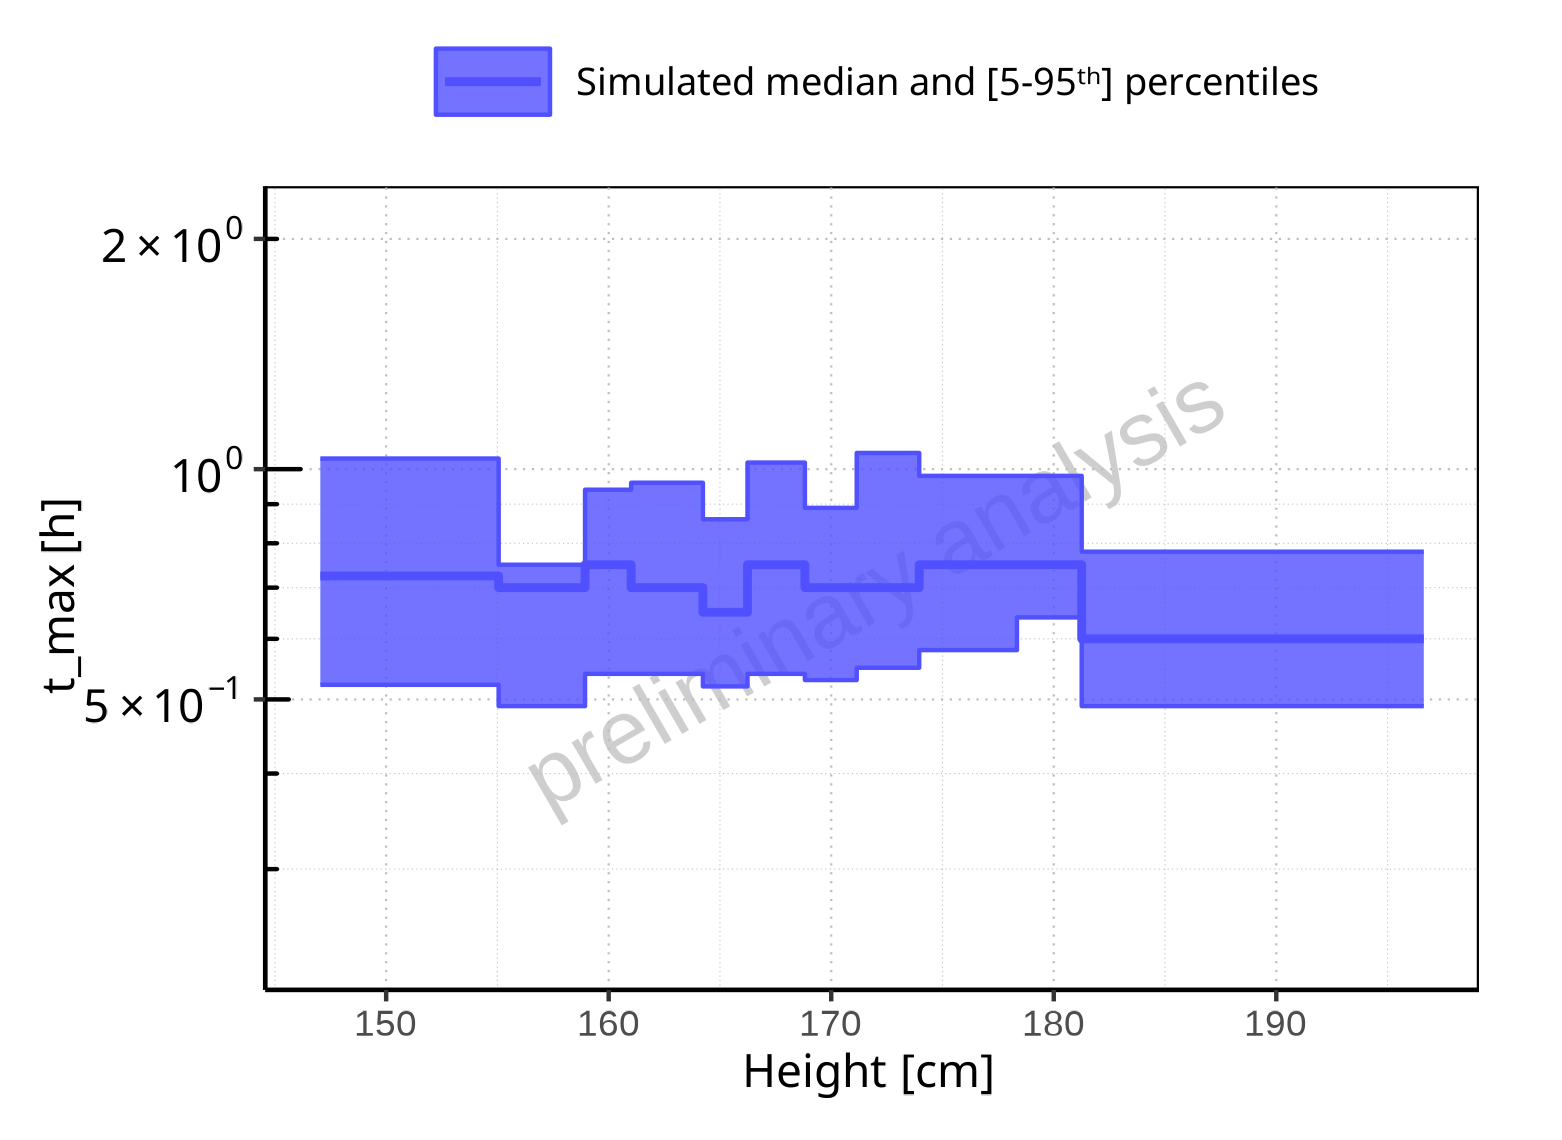 Simulated median and [5-95ᵗʰ] percentiles
2 × 10⁰
10⁰
5 × 10⁻¹
t_max [h]
preliminary analysis
150 160 170 180 190
Height [cm]